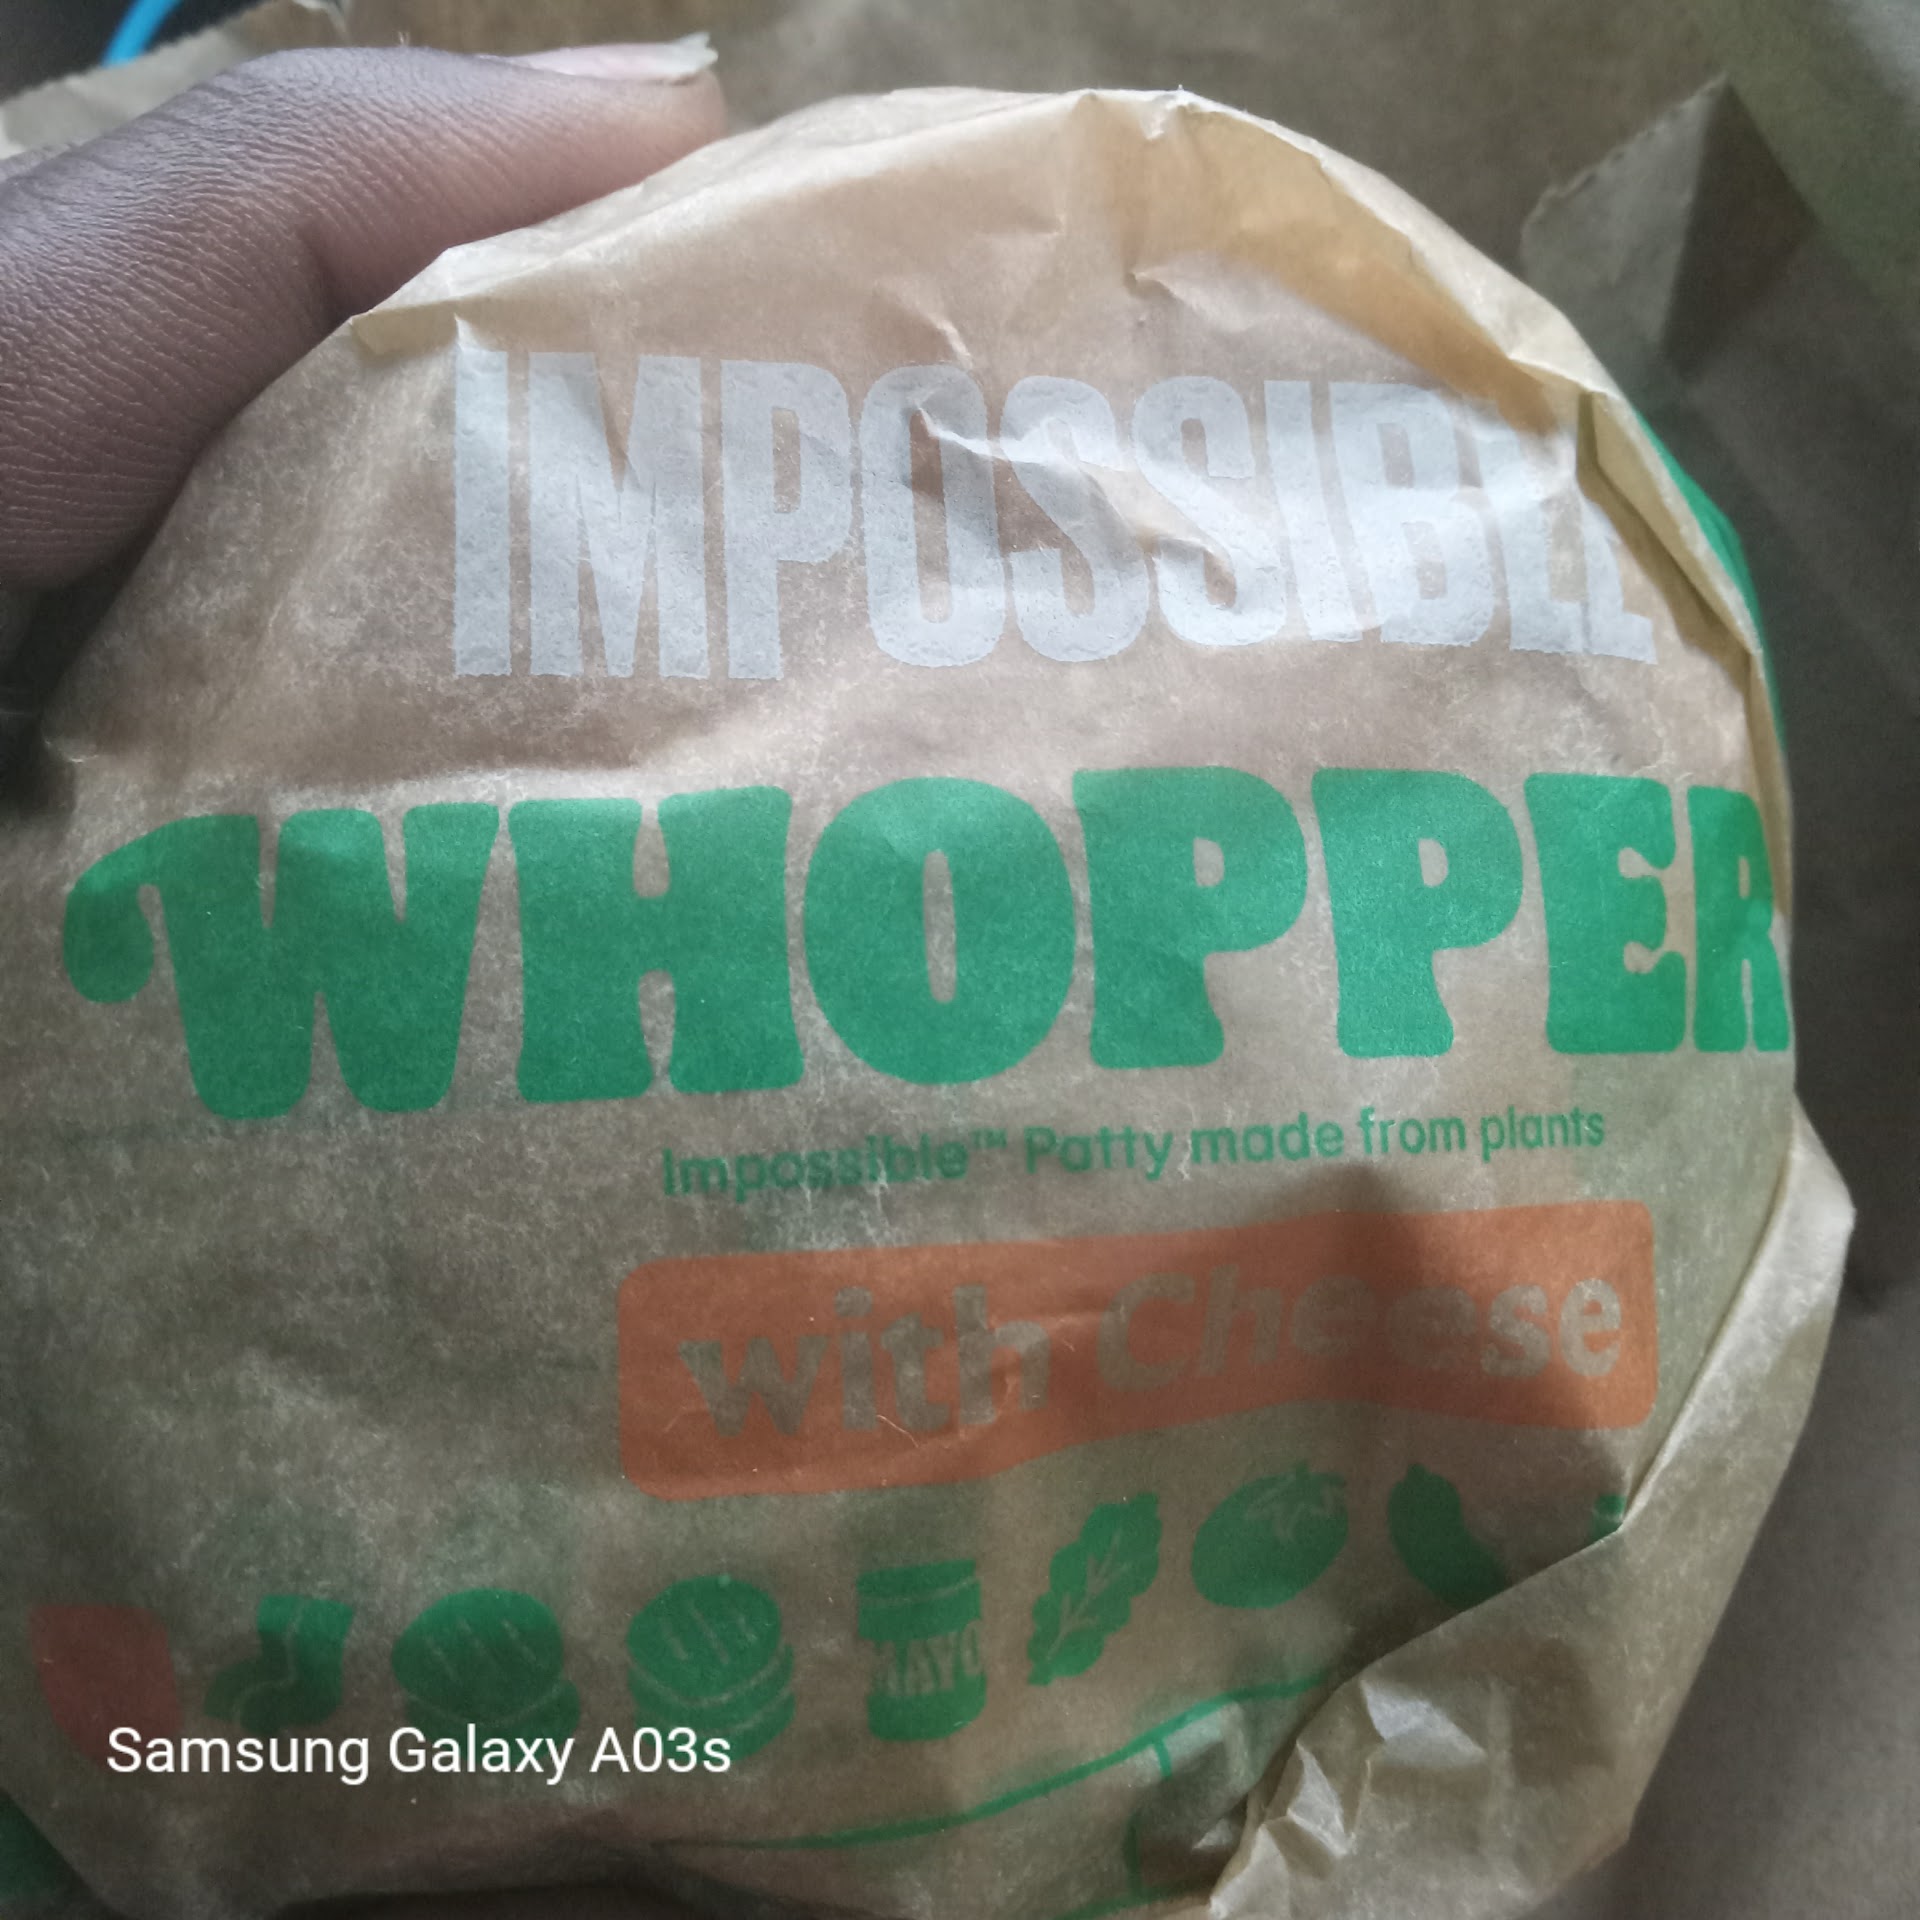 IMPOSSIBLE
WHOPPER
Impossible™ Patty made from plants
with Cheese
MAYO
Samsung Galaxy A03s